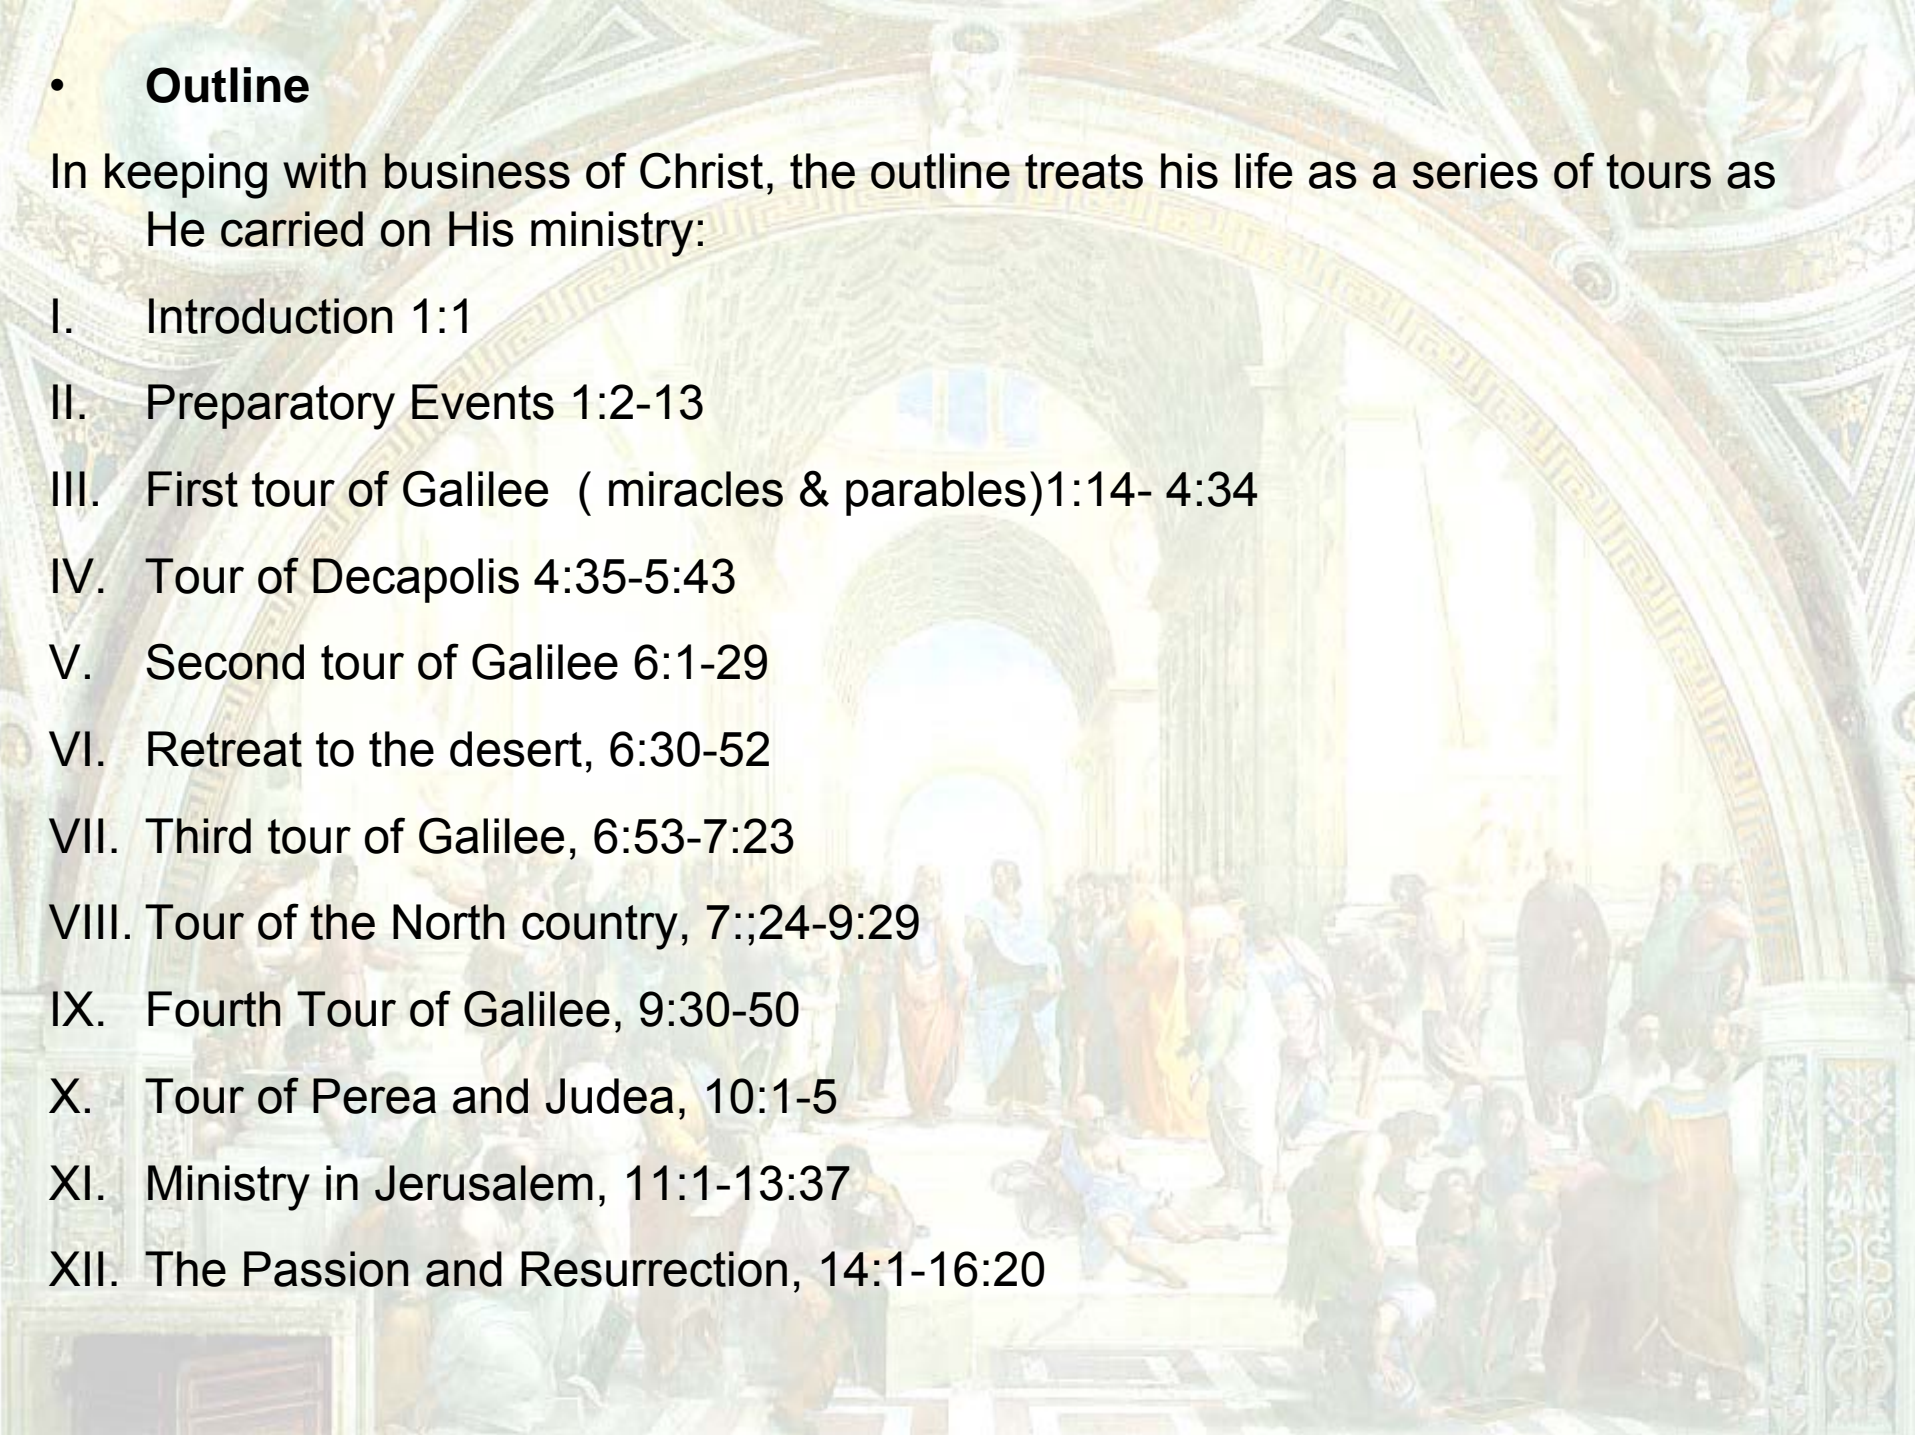 • Outline
In keeping with business of Christ, the outline treats his life as a series of tours as
He carried on His ministry:
I. Introduction 1:1
II. Preparatory Events 1:2-13
III. First tour of Galilee  ( miracles & parables)1:14- 4:34
IV. Tour of Decapolis 4:35-5:43
V. Second tour of Galilee 6:1-29
VI. Retreat to the desert, 6:30-52
VII. Third tour of Galilee, 6:53-7:23
VIII. Tour of the North country, 7:;24-9:29
IX. Fourth Tour of Galilee, 9:30-50
X. Tour of Perea and Judea, 10:1-5
XI. Ministry in Jerusalem, 11:1-13:37
XII. The Passion and Resurrection, 14:1-16:20